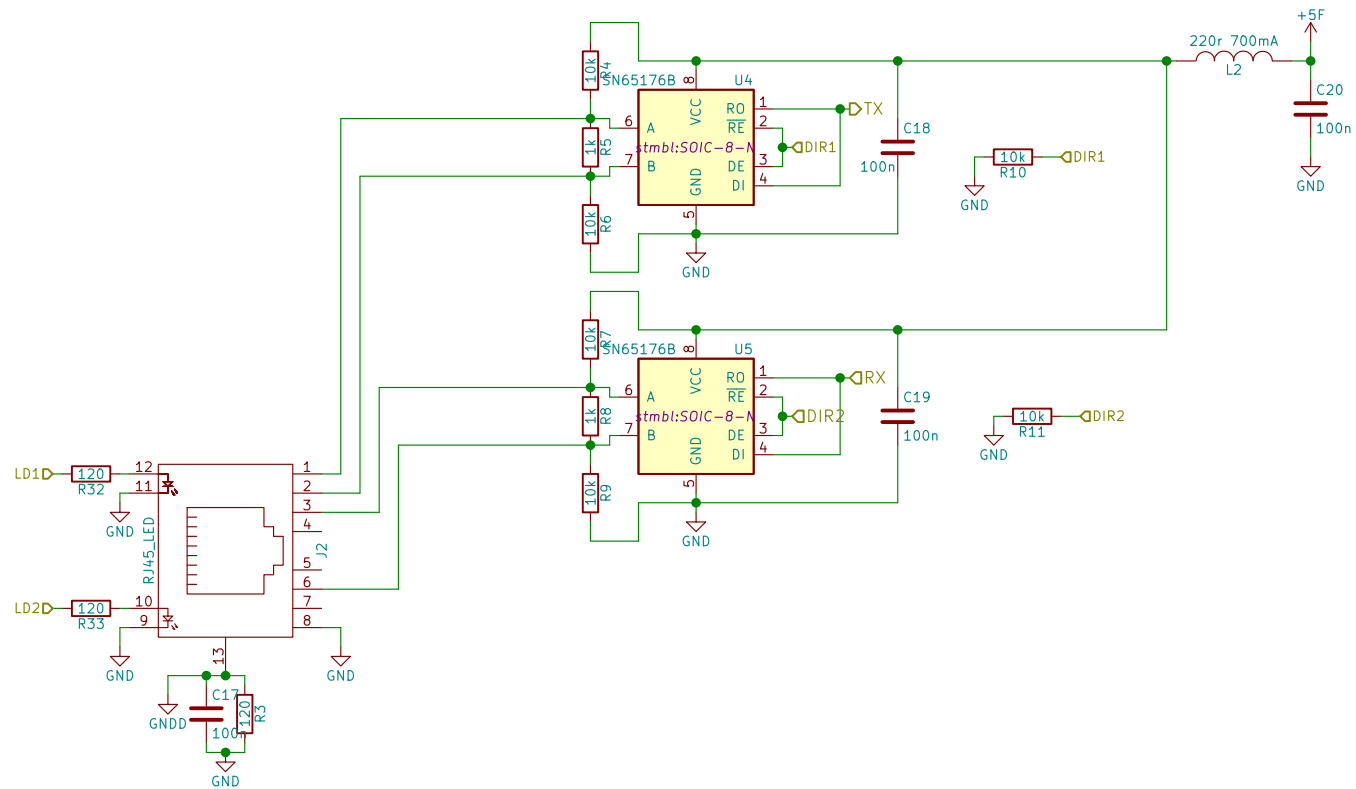 +5F
220r 700mA
L2
C20
100n
GND
10k
R4
SN65176B
U4
8
VCC
RO
1
TX
6
A
RE
2
1k
R5
stmbl:SOIC-8-N
DIR1
7
B
DE
3
GND
DI
4
5
10k
R6
GND
C18
100n
10k
R10
DIR1
GND
10k
R7
SN65176B
U5
8
VCC
RO
1
RX
6
A
RE
2
1k
R8
stmbl:SOIC-8-N
DIR2
7
B
DE
3
GND
DI
4
5
10k
R9
GND
C19
100n
10k
R11
DIR2
GND
LD1
120
R32
12
11
GND
RJ45_LED
J2
1
2
3
4
5
6
7
8
LD2
120
R33
10
9
GND
GND
13
C17
100n
120
R3
GNDD
GND